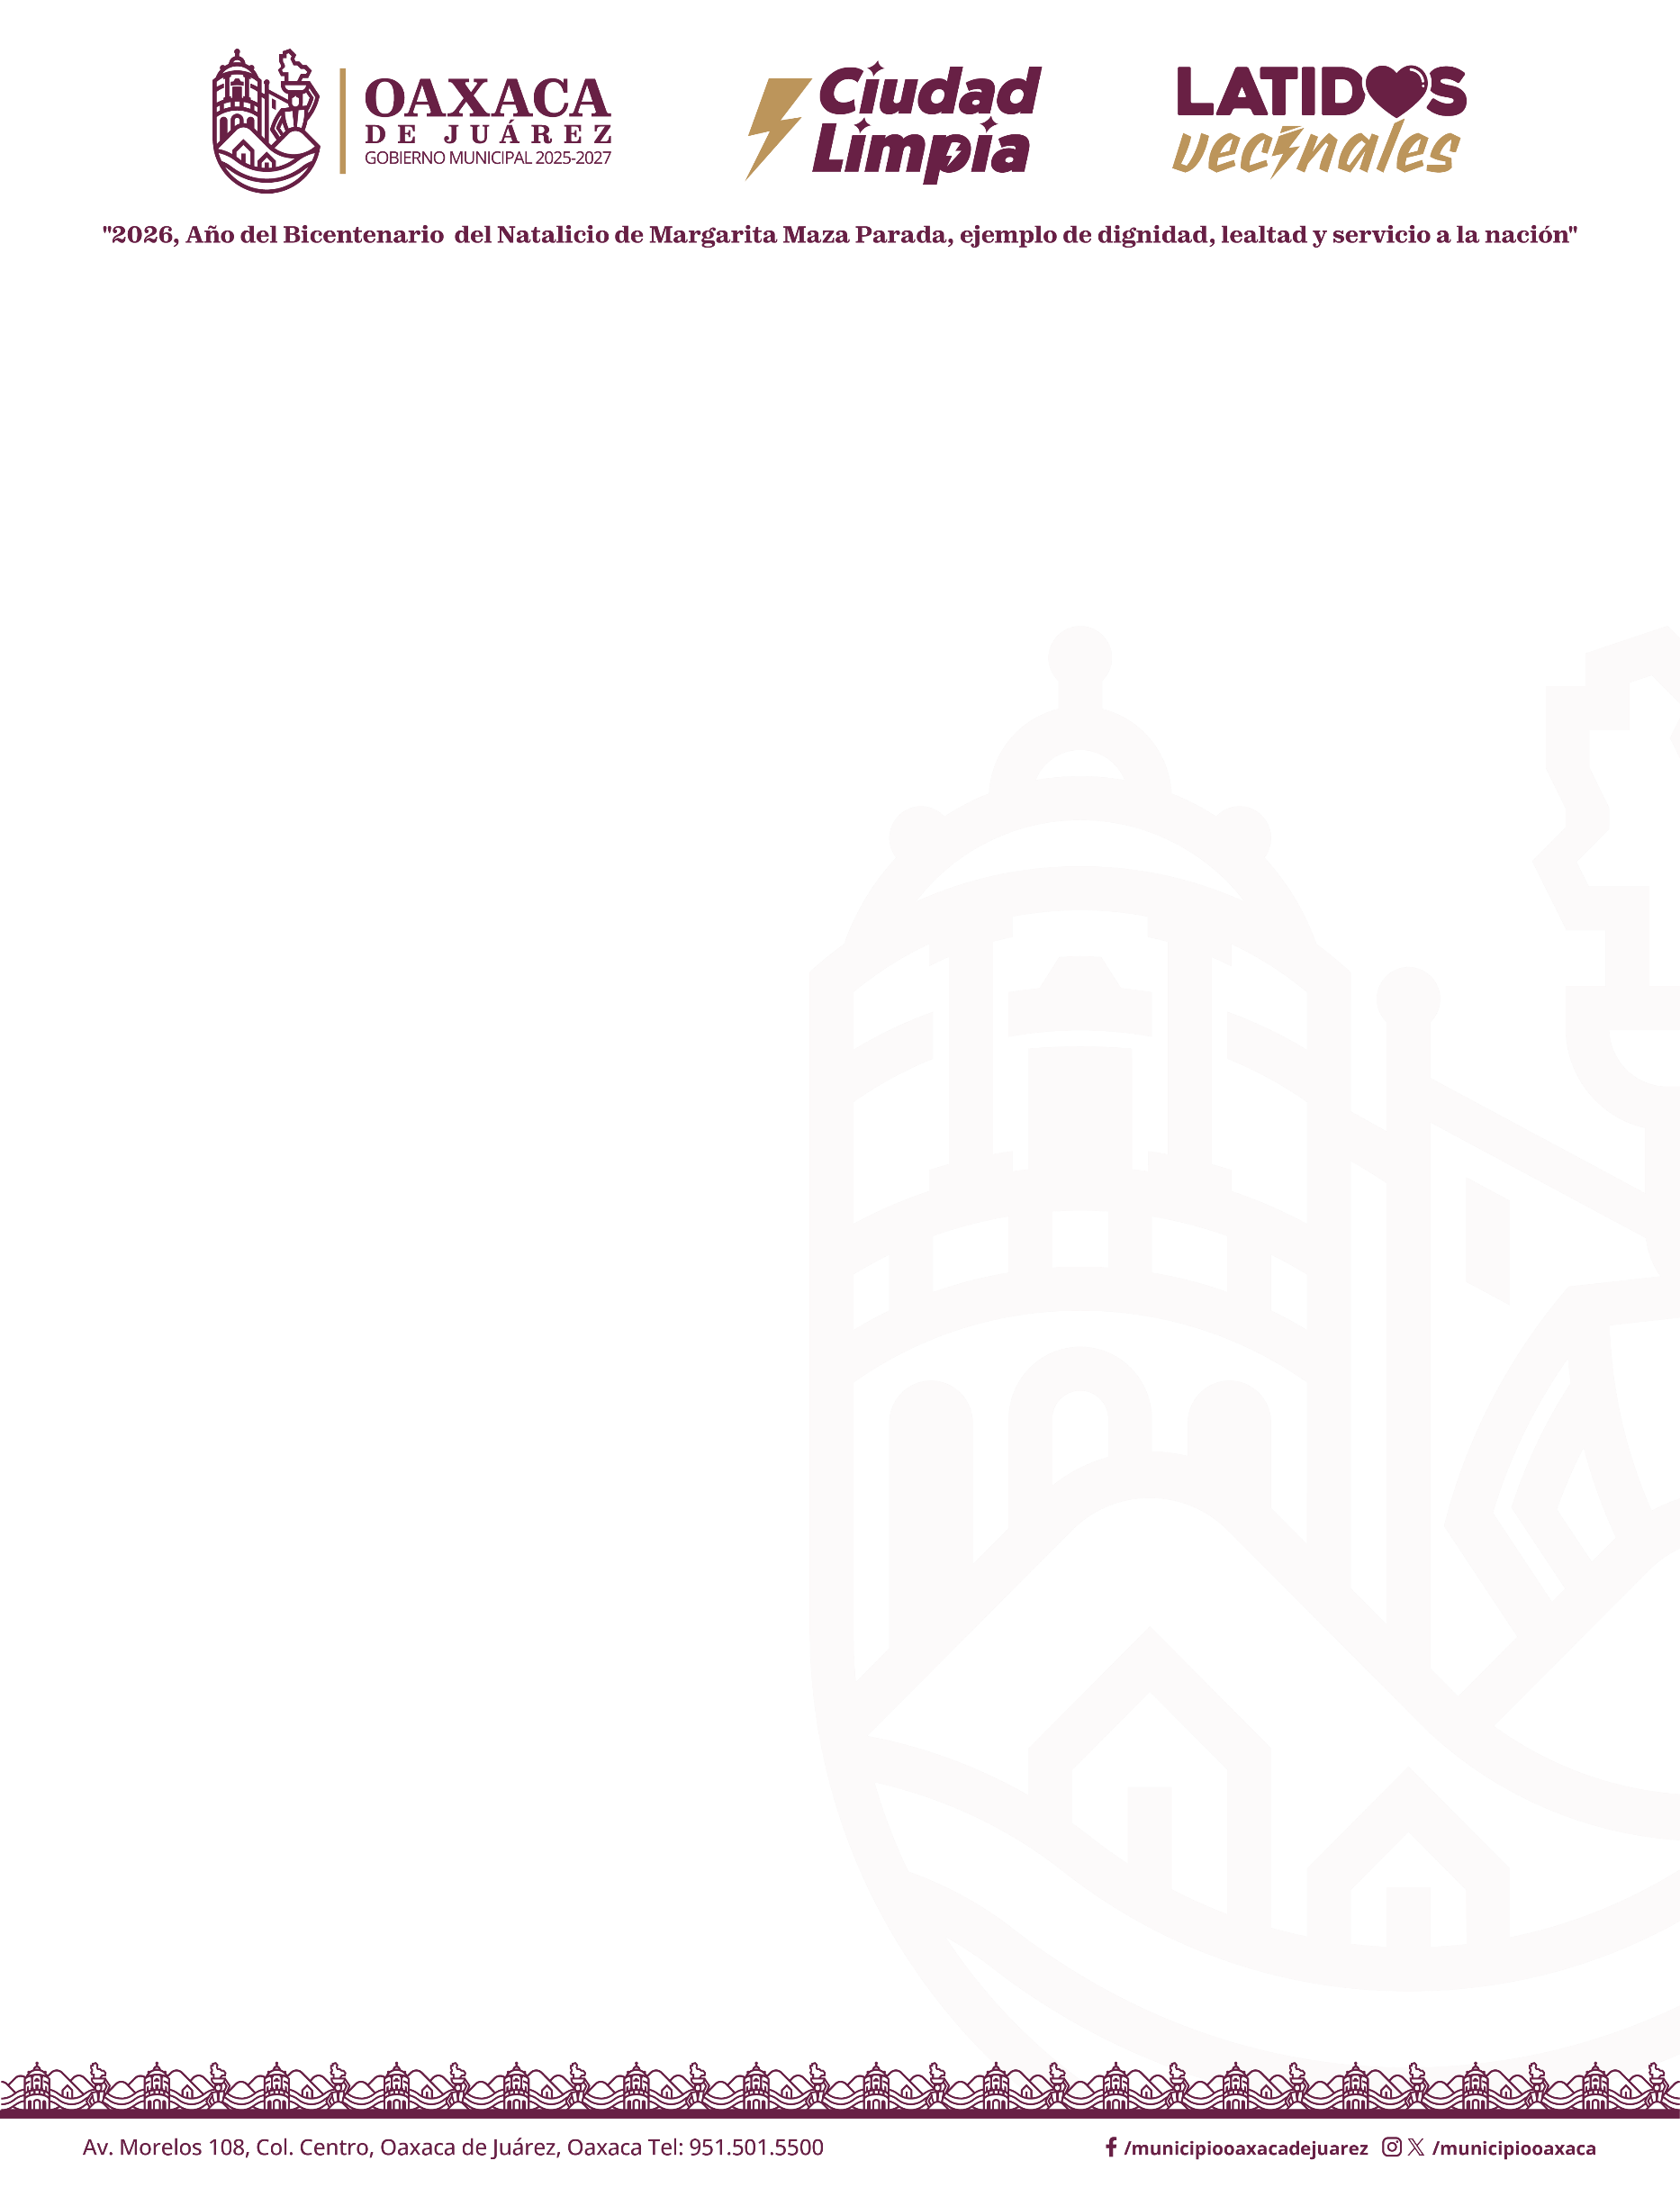 OAXACA
DE JUÁREZ
GOBIERNO MUNICIPAL 2025-2027
Ciudad
Limpia
LATIDOS
vecinales
"2026, Año del Bicentenario  del Natalicio de Margarita Maza Parada, ejemplo de dignidad, lealtad y servicio a la nación"
Av. Morelos 108, Col. Centro, Oaxaca de Juárez, Oaxaca Tel: 951.501.5500
/municipiooaxacadejuarez /municipiooaxaca